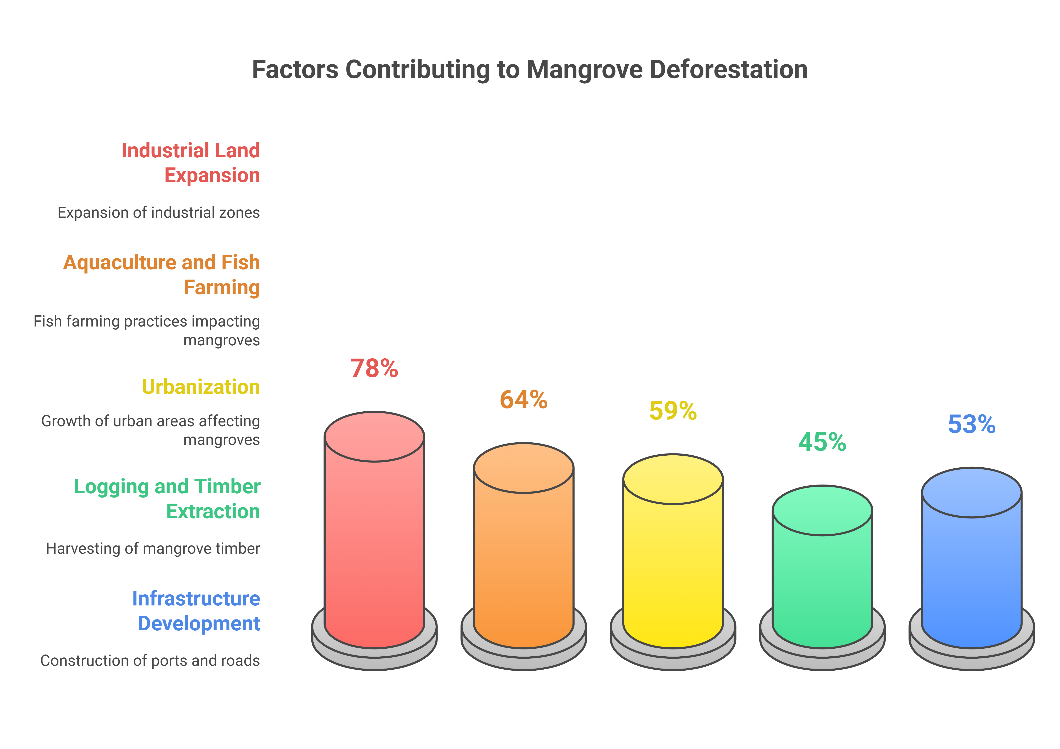 Factors Contributing to Mangrove Deforestation
Industrial Land
Expansion
Expansion of industrial zones
Aquaculture and Fish
Farming
Fish farming practices impacting
mangroves
Urbanization
Growth of urban areas affecting
mangroves
Logging and Timber
Extraction
Harvesting of mangrove timber
Infrastructure
Development
Construction of ports and roads
78%
64%
59%
45%
53%